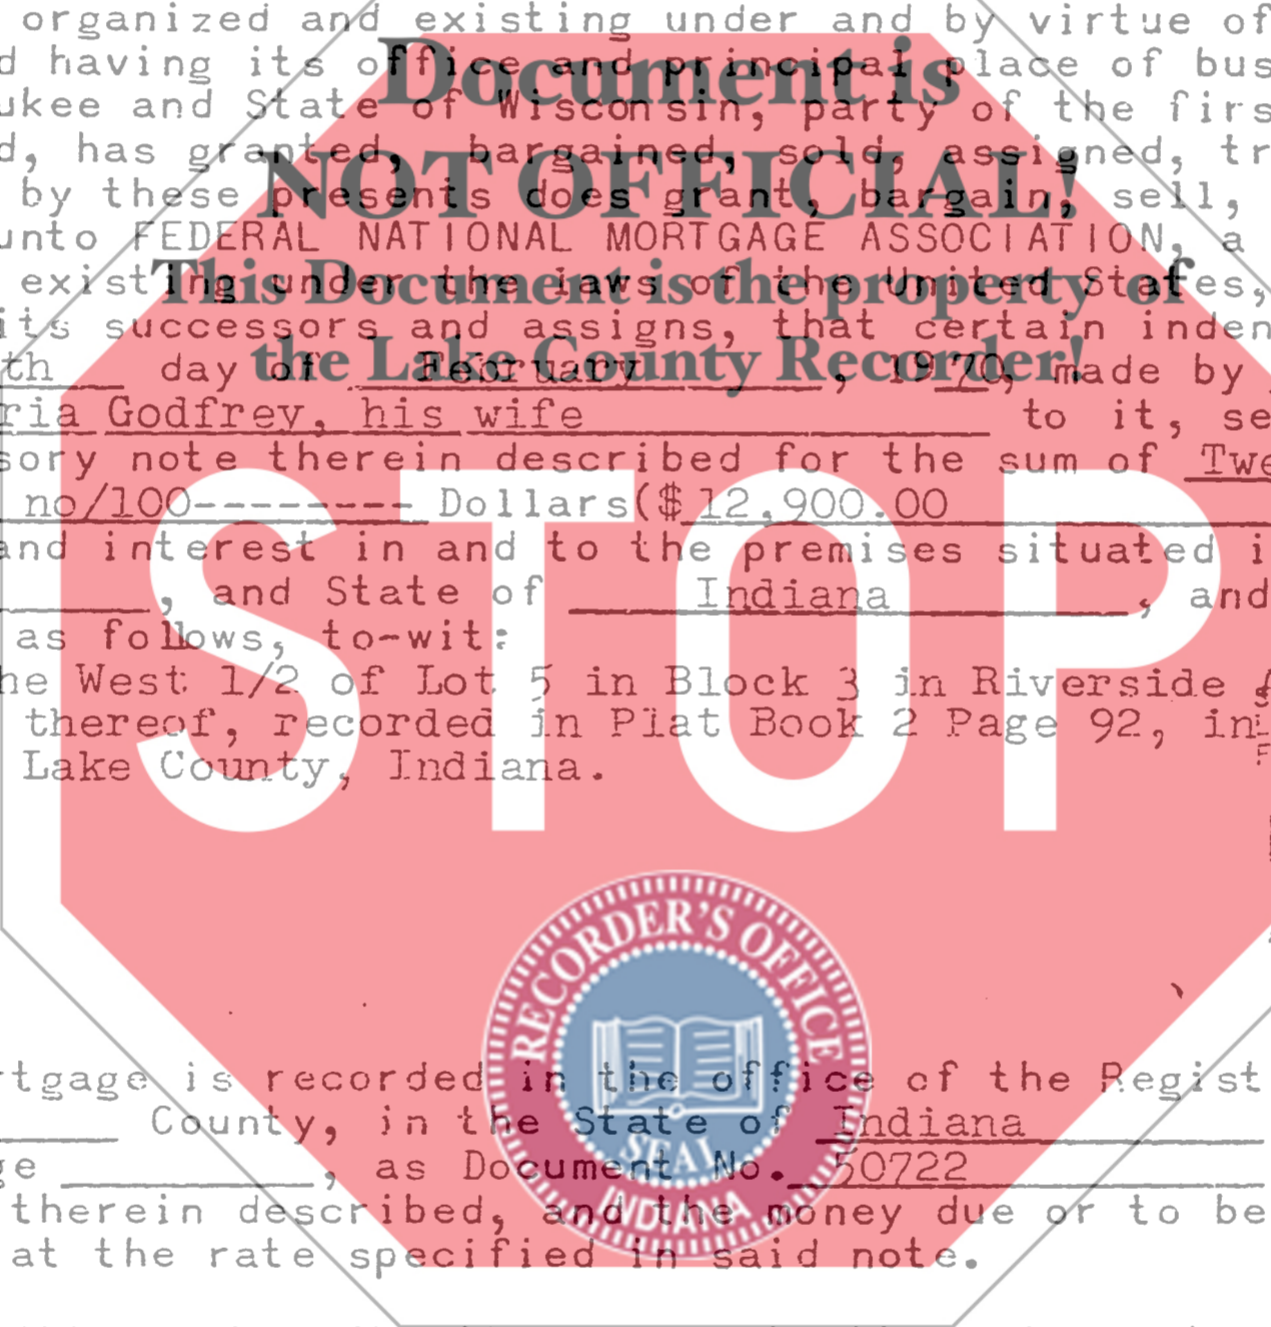 organized and existing under and by virtue of
d having its office and principal place of bus
ukee and State of Wisconsin, party of the firs
d, has granted, bargained, sold, assigned, tr
by these presents does grant, bargain, sell,
unto FEDERAL NATIONAL MORTGAGE ASSOCIATION, a
existing under the laws of the United States,
its successors and assigns, that certain inden
th day of February, 1970, made by
ria Godfrey, his wife to it, se
sory note therein described for the sum of Twe
no/100-------- Dollars($12,900.00
and interest in and to the premises situated i
, and State of Indiana, and
as follows, to-wit:
he West 1/2 of Lot 5 in Block 3 in Riverside
thereof, recorded in Plat Book 2 Page 92, in
Lake County, Indiana.
rtgage is recorded in the office of the Regist
County, in the State of Indiana
ge , as Document No. 50722
therein described, and the money due or to be
at the rate specified in said note.
Document is
NOT OFFICIAL!
This Document is the property of
the Lake County Recorder!
STOP
RECORDER'S OFFICE
SEAL
INDIANA